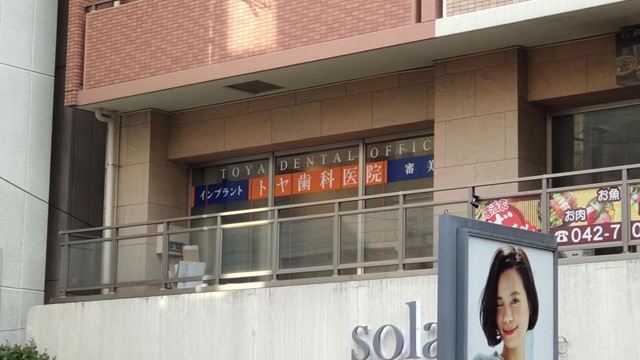 TOYA DENTAL OFFIC
インプラント トヤ歯科医院 審美
お魚
お肉
☎042-7
sola